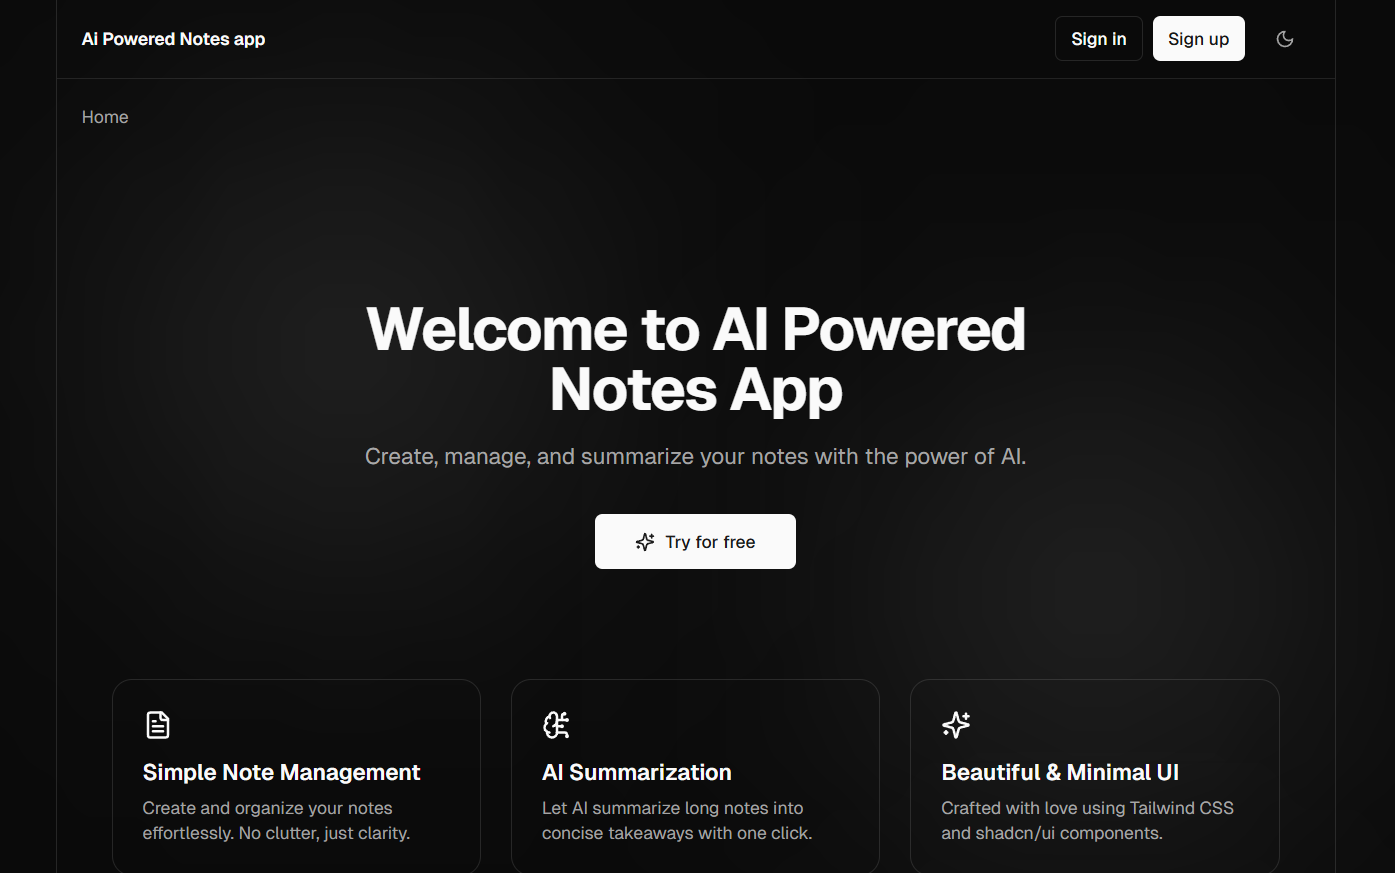 Ai Powered Notes app
Sign in
Sign up
Home
Welcome to AI Powered
Notes App
Create, manage, and summarize your notes with the power of AI.
Try for free
Simple Note Management
Create and organize your notes
effortlessly. No clutter, just clarity.
AI Summarization
Let AI summarize long notes into
concise takeaways with one click.
Beautiful & Minimal UI
Crafted with love using Tailwind CSS
and shadcn/ui components.